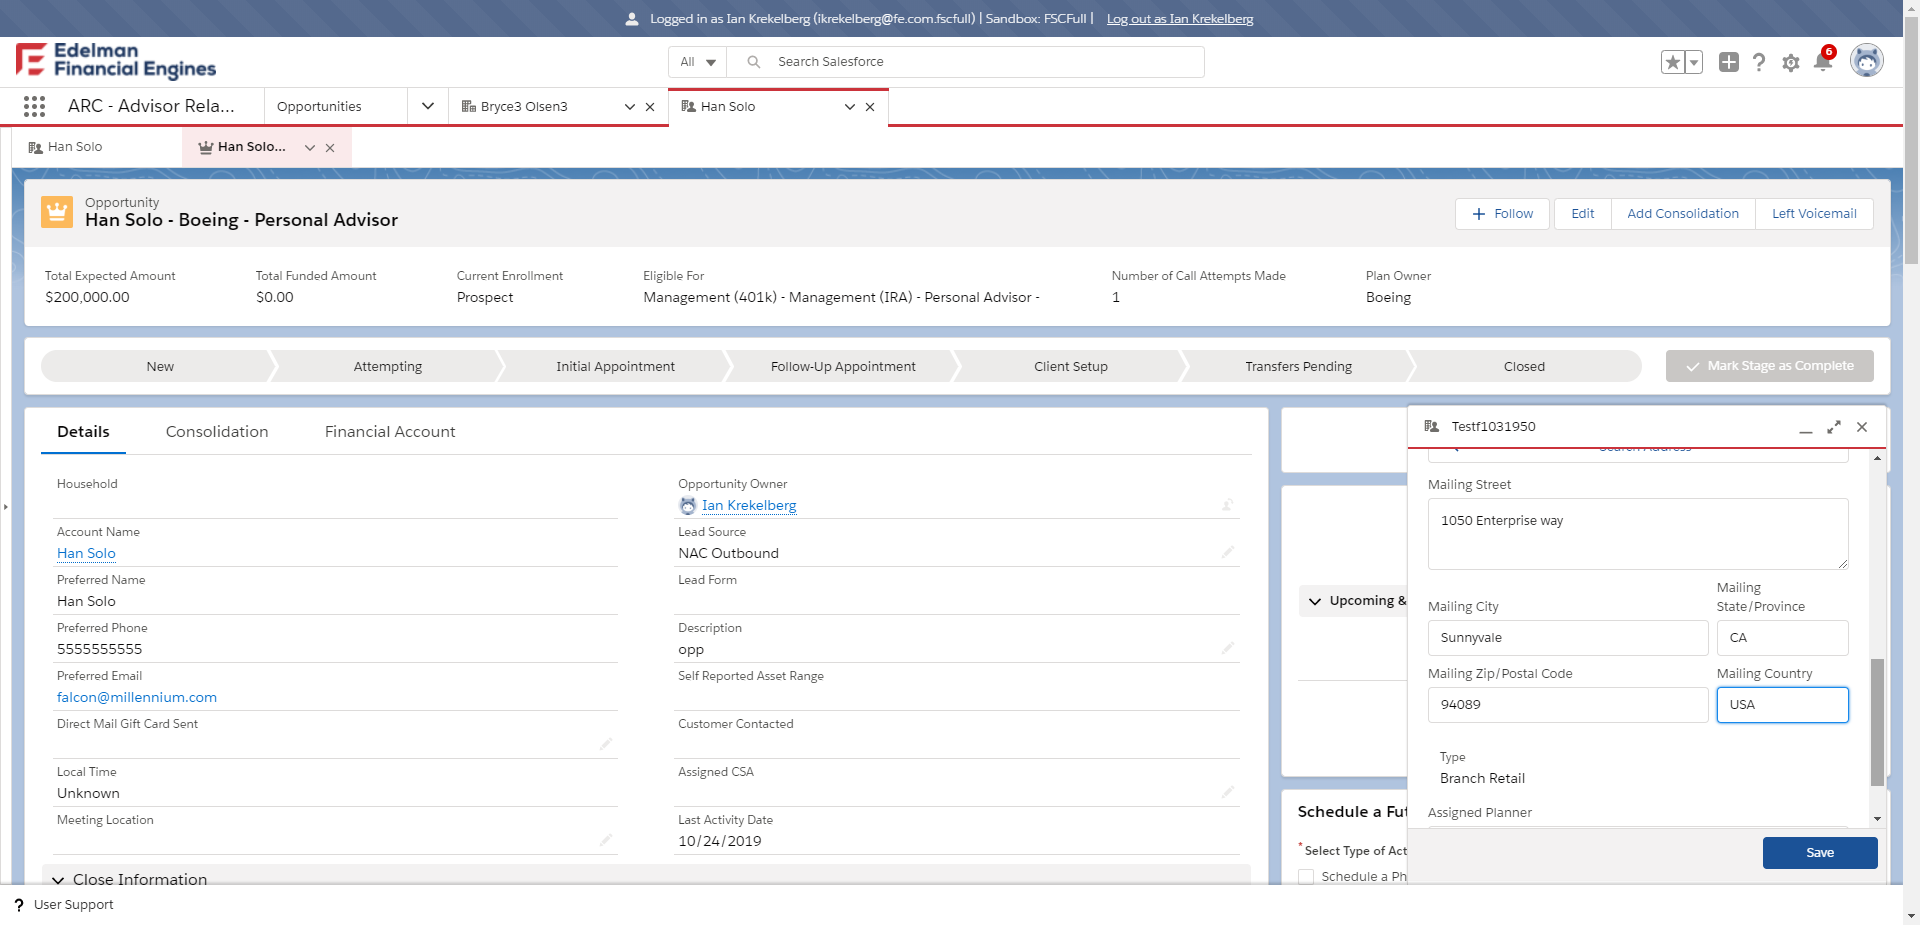 Logged in as Ian Krekelberg (ikrekelberg@fe.com.fscfull) | Sandbox: FSCFull | Log out as Ian Krekelberg
Edelman
Financial Engines
All
Search Salesforce
6
ARC - Advisor Rela...
Opportunities
Bryce3 Olsen3
Han Solo
Han Solo
Han Solo...
Opportunity
Han Solo - Boeing - Personal Advisor
Follow
Edit
Add Consolidation
Left Voicemail
Total Expected Amount
$200,000.00
Total Funded Amount
$0.00
Current Enrollment
Prospect
Eligible For
Management (401k) - Management (IRA) - Personal Advisor -
Number of Call Attempts Made
1
Plan Owner
Boeing
New
Attempting
Initial Appointment
Follow-Up Appointment
Client Setup
Transfers Pending
Closed
Mark Stage as Complete
Details
Consolidation
Financial Account
Household
Account Name
Han Solo
Preferred Name
Han Solo
Preferred Phone
5555555555
Preferred Email
falcon@millennium.com
Direct Mail Gift Card Sent
Local Time
Unknown
Meeting Location
Opportunity Owner
Ian Krekelberg
Lead Source
NAC Outbound
Lead Form
Description
opp
Self Reported Asset Range
Customer Contacted
Assigned CSA
Last Activity Date
10/24/2019
Close Information
Upcoming &
Schedule a Fut
*Select Type of Act
Schedule a Ph
Testf1031950
Search Address
Mailing Street
1050 Enterprise way
Mailing City
Sunnyvale
Mailing
State/Province
CA
Mailing Zip/Postal Code
94089
Mailing Country
USA
Type
Branch Retail
Assigned Planner
Save
? User Support